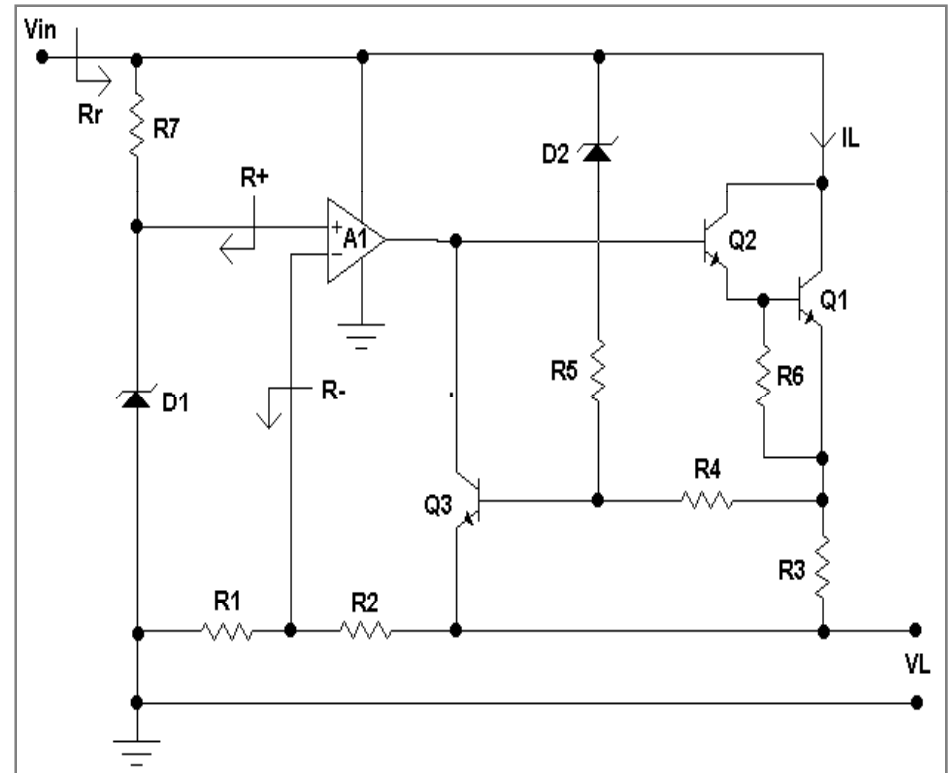 Vin
Rr
R7
R+
A1
+
−
D2
IL
Q2
Q1
D1
R-
R5
R6
R4
Q3
R3
R1
R2
VL